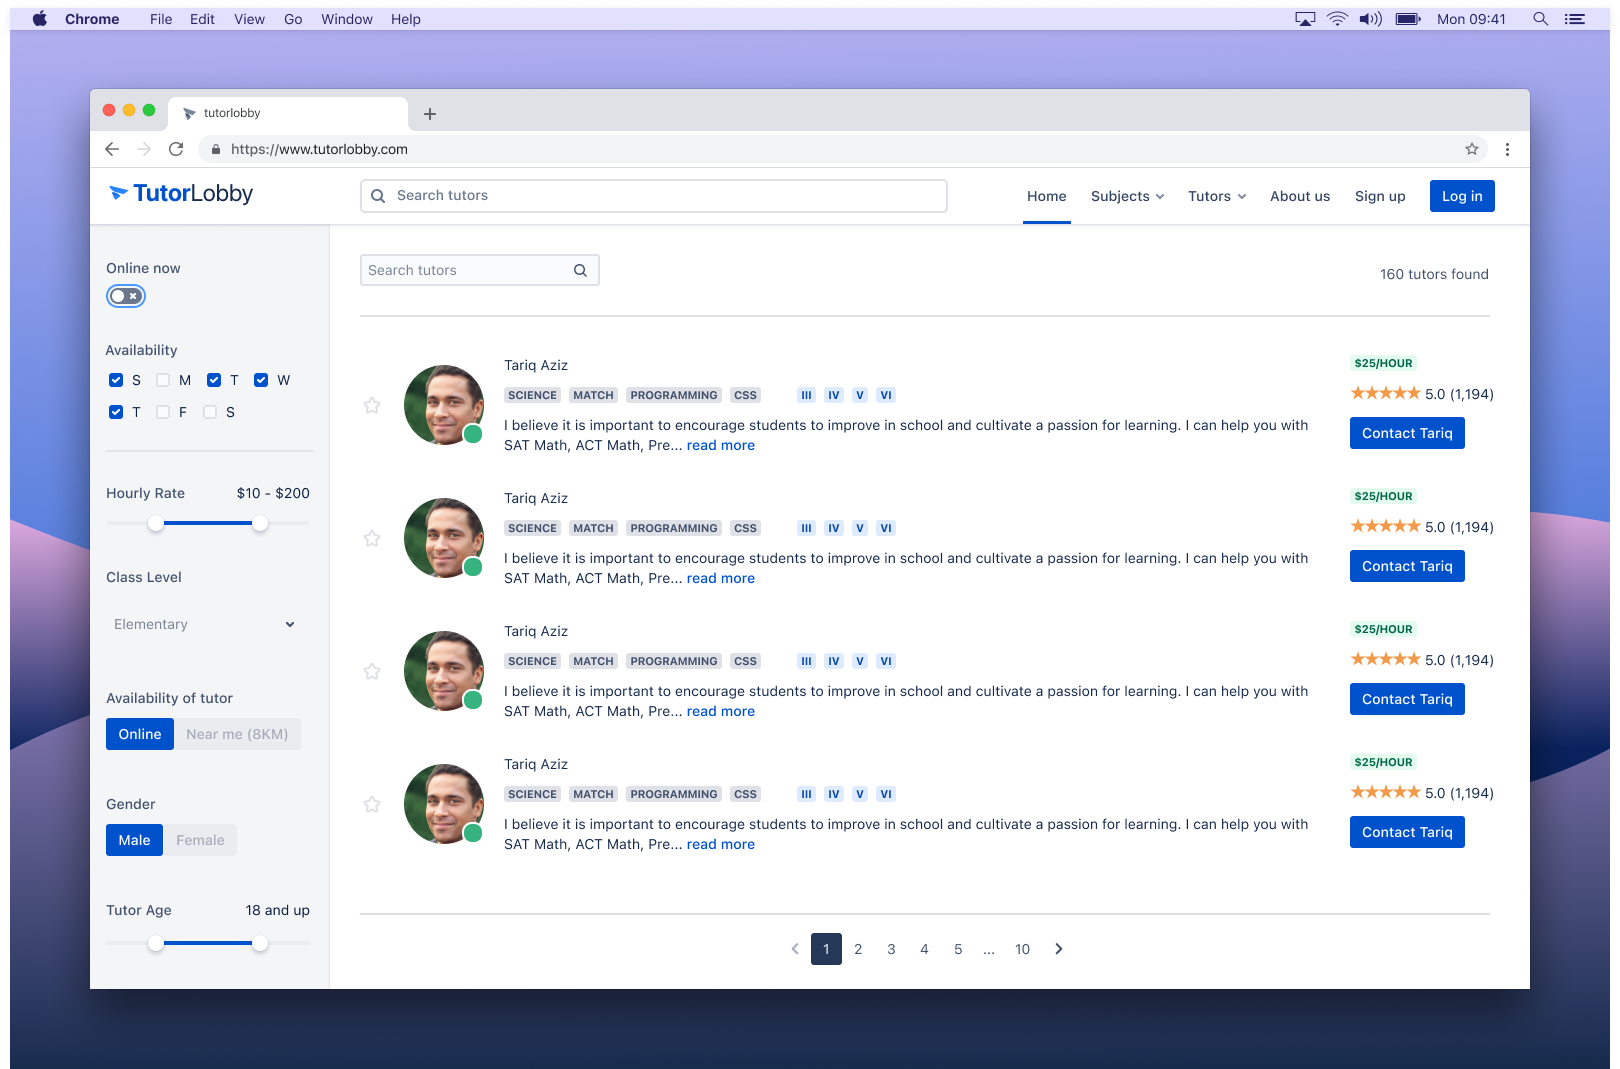 Chrome File Edit View Go Window Help Mon 09:41
tutorlobby
https://www.tutorlobby.com
TutorLobby Search tutors Home Subjects Tutors About us Sign up Log in
Online now
Availability
S M T W
T F S
Hourly Rate $10 - $200
Class Level
Elementary
Availability of tutor
Online Near me (8KM)
Gender
Male Female
Tutor Age 18 and up
Search tutors
160 tutors found
Tariq Aziz
$25/HOUR
SCIENCE MATCH PROGRAMMING CSS III IV V VI
5.0 (1,194)
I believe it is important to encourage students to improve in school and cultivate a passion for learning. I can help you with
SAT Math, ACT Math, Pre... read more
Contact Tariq
Tariq Aziz
$25/HOUR
SCIENCE MATCH PROGRAMMING CSS III IV V VI
5.0 (1,194)
I believe it is important to encourage students to improve in school and cultivate a passion for learning. I can help you with
SAT Math, ACT Math, Pre... read more
Contact Tariq
Tariq Aziz
$25/HOUR
SCIENCE MATCH PROGRAMMING CSS III IV V VI
5.0 (1,194)
I believe it is important to encourage students to improve in school and cultivate a passion for learning. I can help you with
SAT Math, ACT Math, Pre... read more
Contact Tariq
Tariq Aziz
$25/HOUR
SCIENCE MATCH PROGRAMMING CSS III IV V VI
5.0 (1,194)
I believe it is important to encourage students to improve in school and cultivate a passion for learning. I can help you with
SAT Math, ACT Math, Pre... read more
Contact Tariq
1 2 3 4 5 ... 10